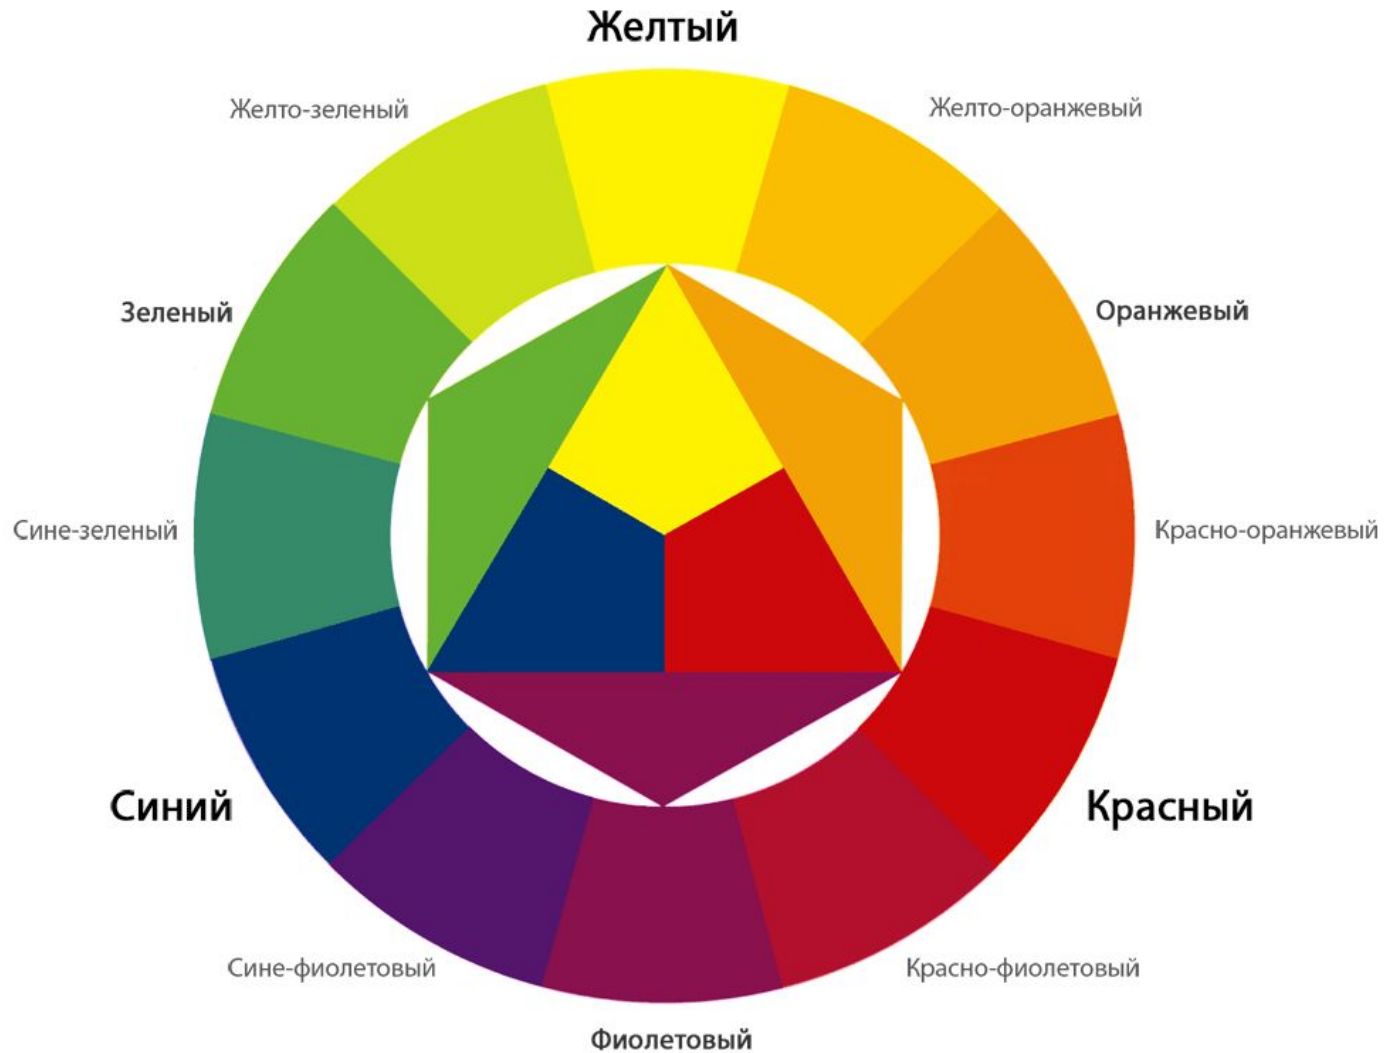 Желтый
Желто-зеленый
Желто-оранжевый
Зеленый
Оранжевый
Сине-зеленый
Красно-оранжевый
Синий
Красный
Сине-фиолетовый
Красно-фиолетовый
Фиолетовый